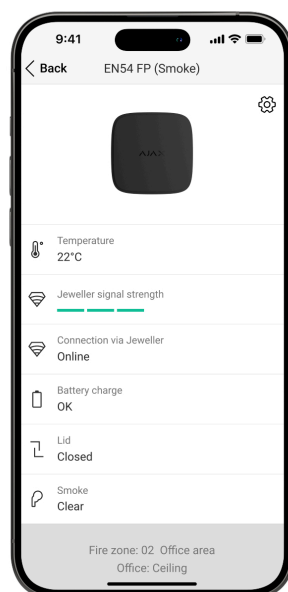 9:41
Back EN54 FP (Smoke)
AJAX
Temperature
22°C
Jeweller signal strength
Connection via Jeweller
Online
Battery charge
OK
Lid
Closed
Smoke
Clear
Fire zone: 02 Office area
Office: Ceiling